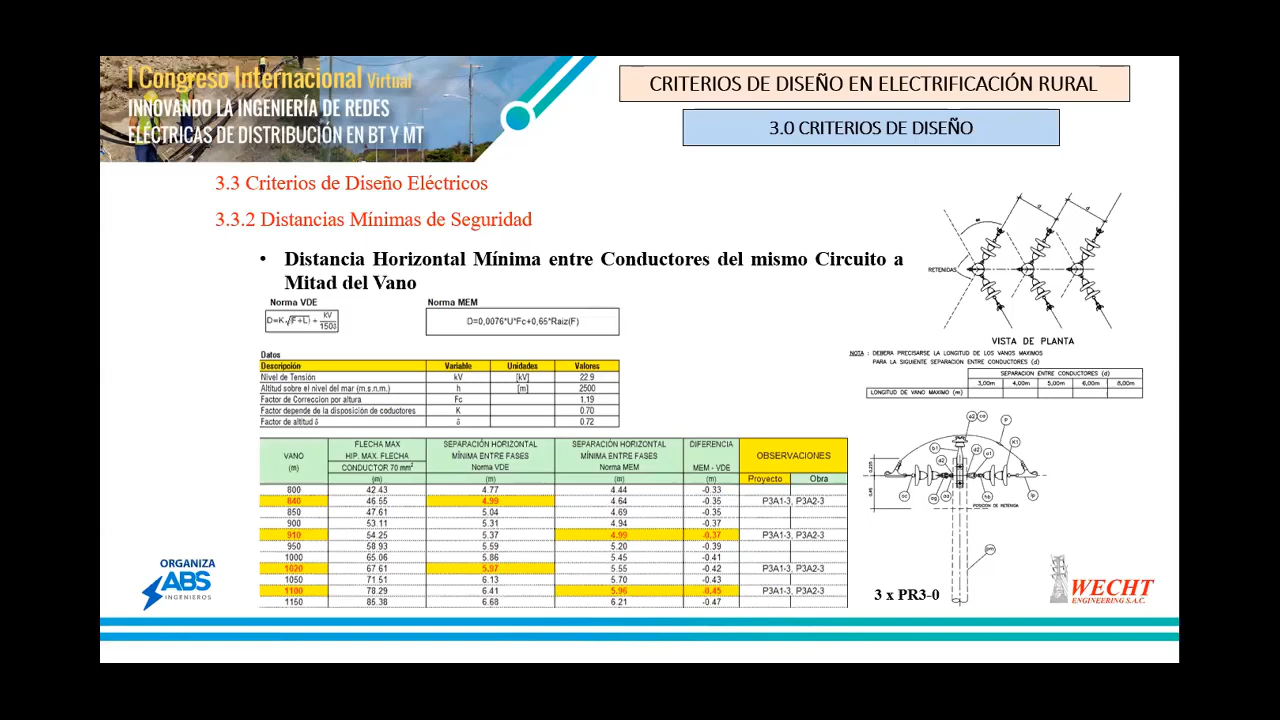 I Congreso Internacional Virtual
INNOVANDO LA INGENIERÍA DE REDES
ELÉCTRICAS DE DISTRIBUCIÓN EN BT Y MT
CRITERIOS DE DISEÑO EN ELECTRIFICACIÓN RURAL
3.0 CRITERIOS DE DISEÑO
3.3 Criterios de Diseño Eléctricos
3.3.2 Distancias Mínimas de Seguridad
• Distancia Horizontal Mínima entre Conductores del mismo Circuito a
Mitad del Vano
Norma VDE
D=K√(F+L) + kV/150δ
Norma MEM
D=0,0076*U*Fc+0,65*Raiz(F)
Datos
Descripción Variable Unidades Valores
Nivel de Tensión kV [kV] 22.9
Altitud sobre el nivel del mar (m.s.n.m.) h [m] 2500
Factor de Correccion por altura Fc 1.19
Factor depende de la disposición de coductores K 0.70
Factor de altitud δ δ 0.72
VANO (m)
FLECHA MAX
HIP. MAX. FLECHA
CONDUCTOR 70 mm²
(m)
SEPARACIÓN HORIZONTAL
MÍNIMA ENTRE FASES
Norma VDE
(m)
SEPARACIÓN HORIZONTAL
MÍNIMA ENTRE FASES
Norma MEM
(m)
DIFERENCIA
MEM - VDE
(m)
OBSERVACIONES
Proyecto Obra
800 42.43 4.77 4.44 -0.33
840 46.55 4.99 4.64 -0.35 P3A1-3, P3A2-3
850 47.61 5.04 4.69 -0.35
900 53.11 5.31 4.94 -0.37
910 54.25 5.37 4.99 -0.37 P3A1-3, P3A2-3
950 58.93 5.59 5.20 -0.39
1000 65.06 5.86 5.45 -0.41
1020 67.61 5.97 5.55 -0.42 P3A1-3, P3A2-3
1050 71.51 6.13 5.70 -0.43
1100 78.29 6.41 5.96 -0.45 P3A1-3, P3A2-3
1150 85.38 6.68 6.21 -0.47
d d
RETENIDAS
VISTA DE PLANTA
NOTA : DEBERA PRECISARSE LA LONGITUD DE LOS VANOS MAXIMOS
PARA LA SIGUIENTE SEPARACION ENTRE CONDUCTORES (d)
SEPARACION ENTRE CONDUCTORES (d)
3,00m 4,00m 5,00m 6,00m 8,00m
LONGITUD DE VANO MAXIMO (m)
POSICION DE RETENIDA
3 x PR3-0
ORGANIZA
ABS
INGENIEROS
WECHT
ENGINEERING S.A.C.